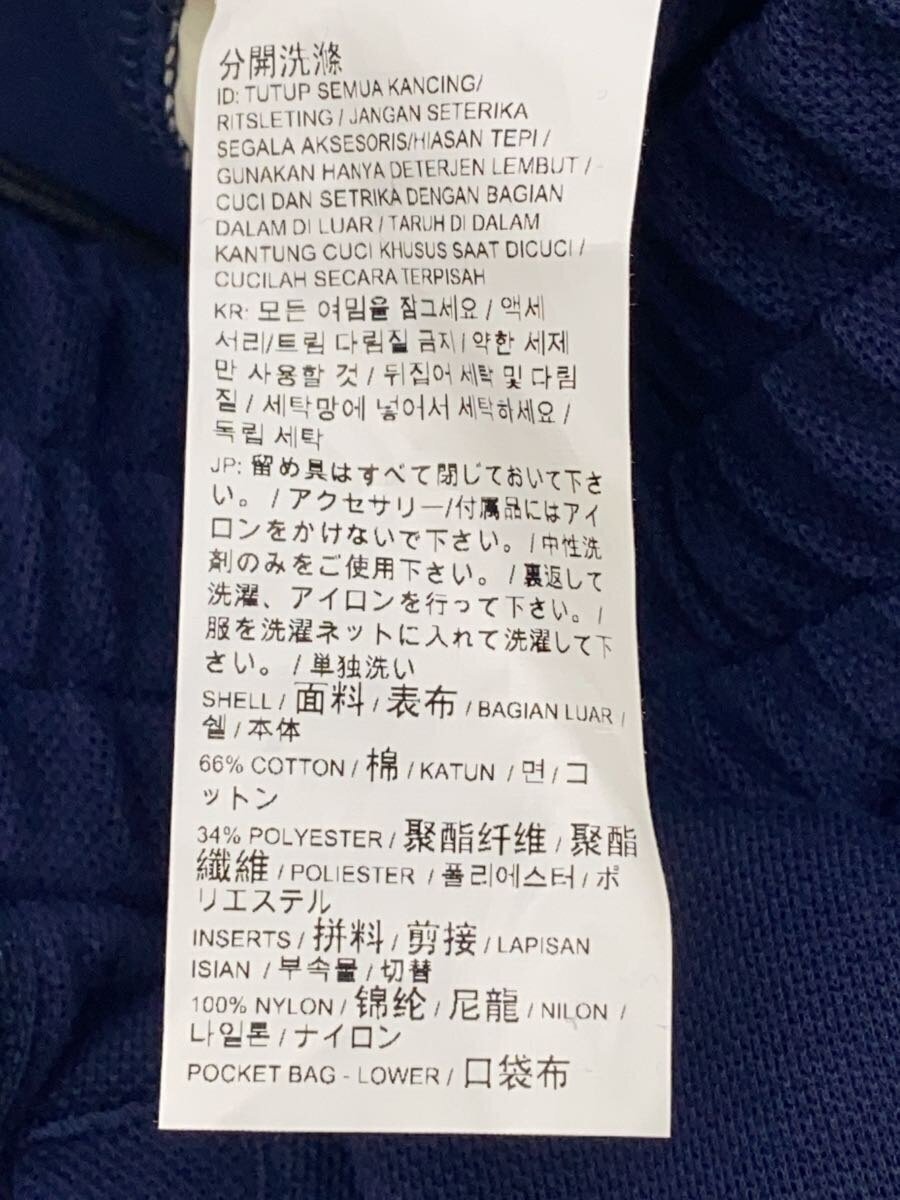 分開洗滌
ID: TUTUP SEMUA KANCING/
RITSLETING / JANGAN SETERIKA
SEGALA AKSESORIS/HIASAN TEPI /
GUNAKAN HANYA DETERJEN LEMBUT /
CUCI DAN SETRIKA DENGAN BAGIAN
DALAM DI LUAR / TARUH DI DALAM
KANTUNG CUCI KHUSUS SAAT DICUCI /
CUCILAH SECARA TERPISAH
KR: 모든 여밈을 잠그세요 / 액세
서리/트림 다림질 금지 / 약한 세제
만 사용할 것 / 뒤집어 세탁 및 다림
질 / 세탁망에 넣어서 세탁하세요 /
독립 세탁
JP: 留め具はすべて閉じておいて下さ
い。 / アクセサリー/付属品にはアイ
ロンをかけないで下さい。 / 中性洗
剤のみをご使用下さい。 / 裏返して
洗濯、アイロンを行って下さい。 /
服を洗濯ネットに入れて洗濯して下
さい。 / 単独洗い
SHELL / 面料 / 表布 / BAGIAN LUAR /
쉘 / 本体
66% COTTON / 棉 / KATUN / 면 / コ
ットン
34% POLYESTER / 聚酯纤维 / 聚酯
纖維 / POLIESTER / 폴리에스터 / ポ
リエステル
INSERTS / 拼料 / 剪接 / LAPISAN
ISIAN / 부속물 / 切替
100% NYLON / 锦纶 / 尼龍 / NILON /
나일론 / ナイロン
POCKET BAG - LOWER / 口袋布